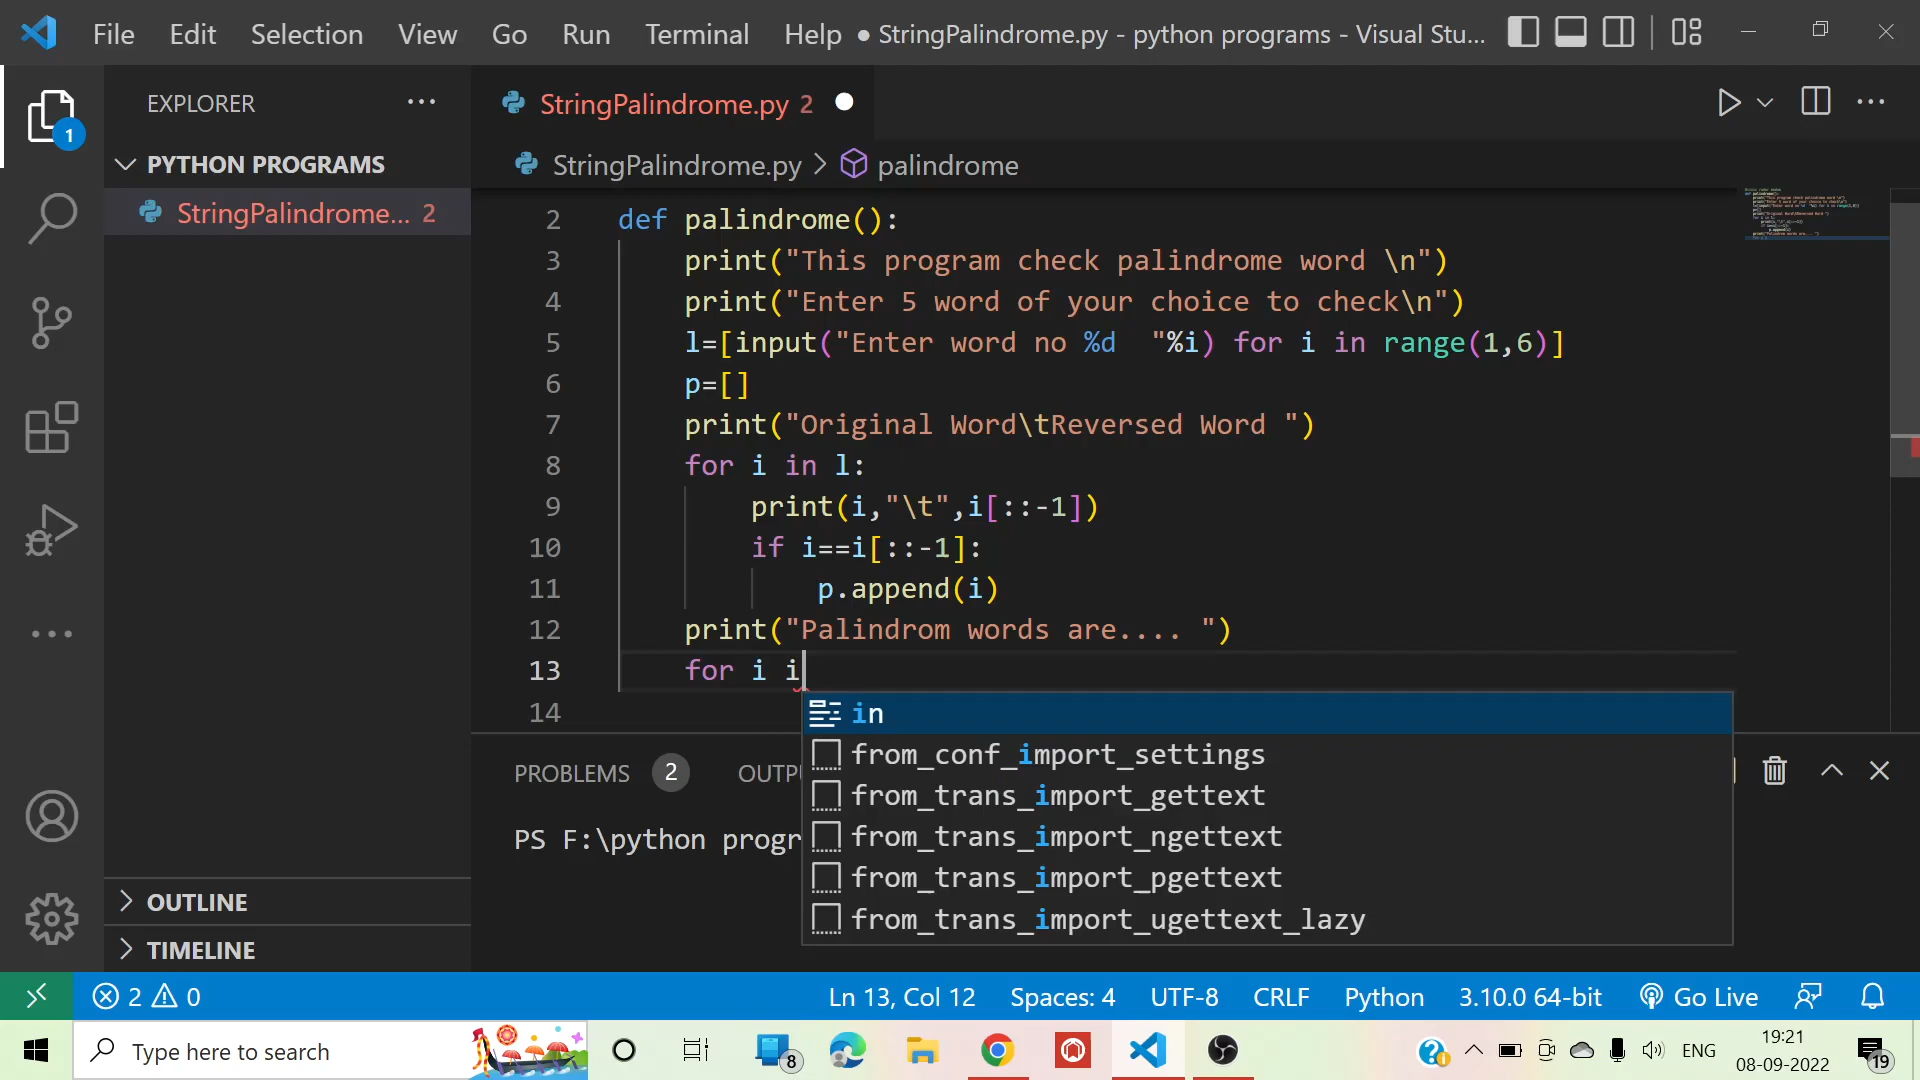 File Edit Selection View Go Run Terminal Help ● StringPalindrome.py - python programs - Visual Stu...
1
EXPLORER ...
PYTHON PROGRAMS
StringPalindrome... 2
StringPalindrome.py 2
StringPalindrome.py > palindrome
2 def palindrome():
3 print("This program check palindrome word \n")
4 print("Enter 5 word of your choice to check\n")
5 l=[input("Enter word no %d  "%i) for i in range(1,6)]
6 p=[]
7 print("Original Word\tReversed Word ")
8 for i in l:
9 print(i,"\t",i[::-1])
10 if i==i[::-1]:
11 p.append(i)
12 print("Palindrom words are.... ")
13 for i i
14
in
from_conf_import_settings
from_trans_import_gettext
from_trans_import_ngettext
from_trans_import_pgettext
from_trans_import_ugettext_lazy
PROBLEMS 2 OUTP
PS F:\python progr
OUTLINE
TIMELINE
2 0 Ln 13, Col 12 Spaces: 4 UTF-8 CRLF Python 3.10.0 64-bit Go Live
Type here to search
8
ENG
19:21
08-09-2022
19